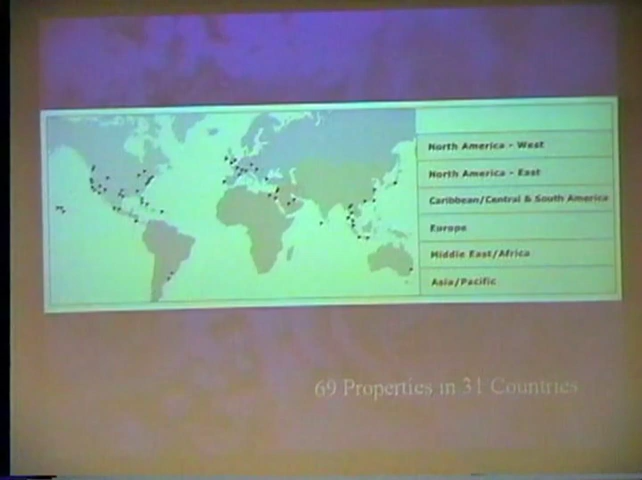 North America - West
North America - East
Caribbean/Central & South America
Europe
Middle East/Africa
Asia/Pacific
69 Properties in 31 Countries